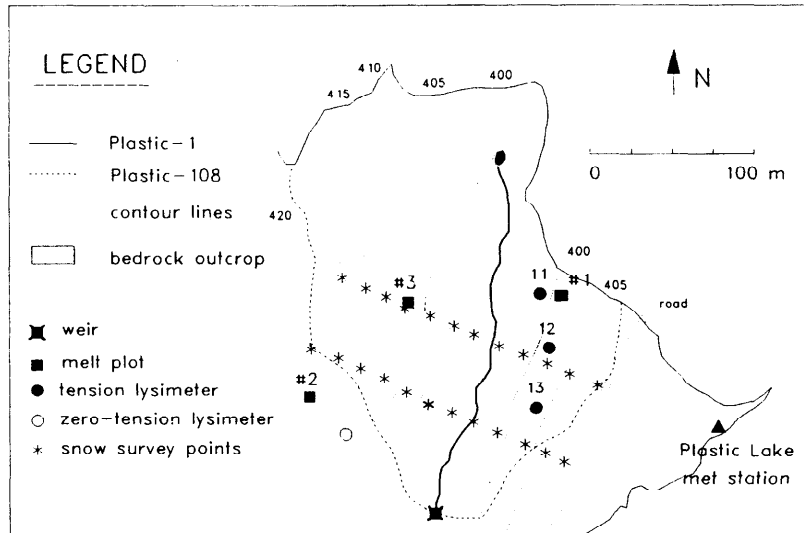 LEGEND
Plastic-1
Plastic-108
contour lines
bedrock outcrop
weir
melt plot
tension lysimeter
zero-tension lysimeter
snow survey points
410
405
400
415
N
0 100 m
420
400
#1
405
road
11
#3
12
#2
13
Plastic Lake
met station